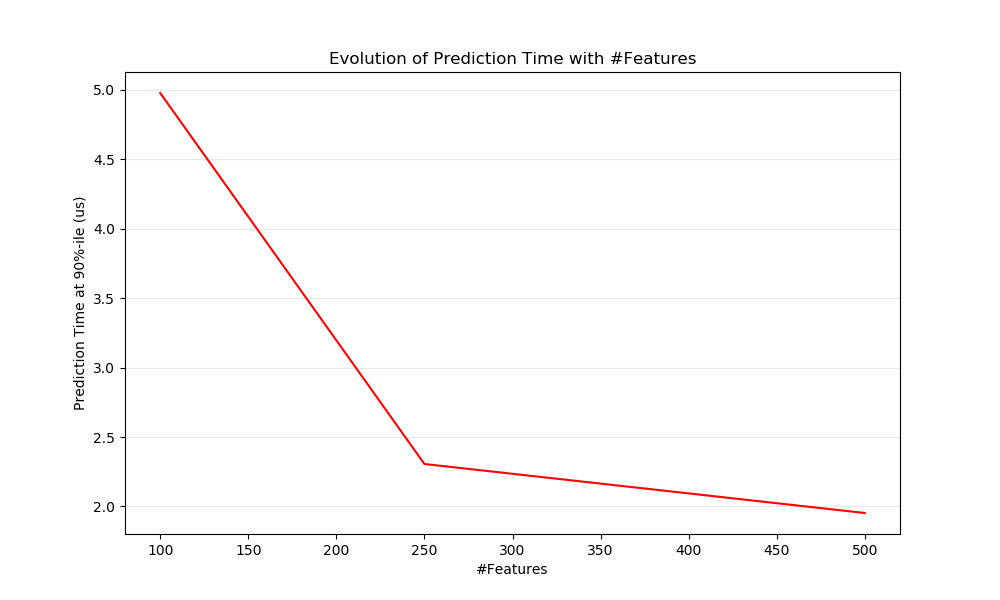 Evolution of Prediction Time with #Features
Prediction Time at 90%-ile (us)
5.0
4.5
4.0
3.5
3.0
2.5
2.0
100 150 200 250 300 350 400 450 500
#Features